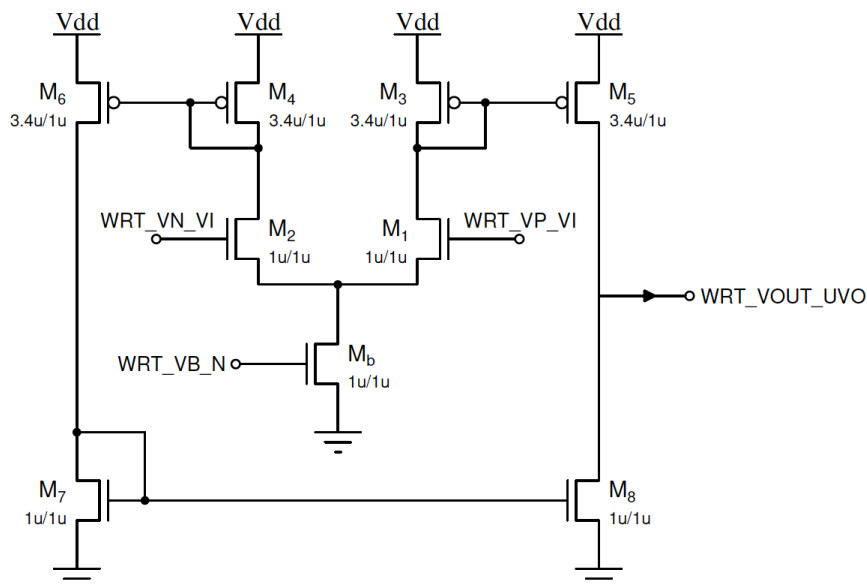 Vdd
Vdd
Vdd
Vdd
M6
3.4u/1u
M4
3.4u/1u
M3
3.4u/1u
M5
3.4u/1u
WRT_VN_VI
M2
1u/1u
M1
1u/1u
WRT_VP_VI
WRT_VOUT_UVO
WRT_VB_N
Mb
1u/1u
M7
1u/1u
M8
1u/1u